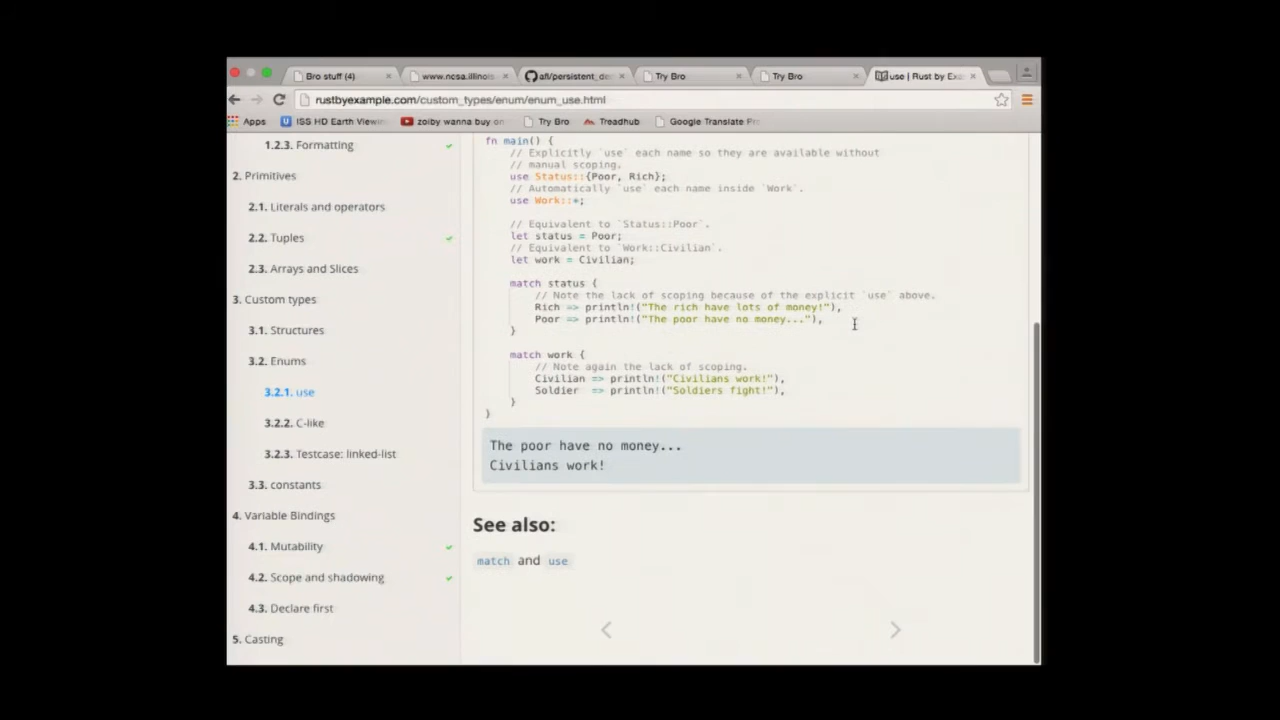 Bro stuff (4)
www.ncsa.illinois
afl/persistent_de
Try Bro
Try Bro
use | Rust by Exa
rustbyexample.com/custom_types/enum/enum_use.html
Apps
ISS HD Earth Viewin
zoiby wanna buy on
Try Bro
Treadhub
Google Translate Pr
1.2.3. Formatting
2. Primitives
2.1. Literals and operators
2.2. Tuples
2.3. Arrays and Slices
3. Custom types
3.1. Structures
3.2. Enums
3.2.1. use
3.2.2. C-like
3.2.3. Testcase: linked-list
3.3. constants
4. Variable Bindings
4.1. Mutability
4.2. Scope and shadowing
4.3. Declare first
5. Casting
fn main() {
// Explicitly `use` each name so they are available without
// manual scoping.
use Status::{Poor, Rich};
// Automatically `use` each name inside `Work`.
use Work::*;
// Equivalent to `Status::Poor`.
let status = Poor;
// Equivalent to `Work::Civilian`.
let work = Civilian;
match status {
// Note the lack of scoping because of the explicit `use` above.
Rich => println!("The rich have lots of money!"),
Poor => println!("The poor have no money..."),
}
match work {
// Note again the lack of scoping.
Civilian => println!("Civilians work!"),
Soldier => println!("Soldiers fight!"),
}
}
The poor have no money...
Civilians work!
See also:
match and use